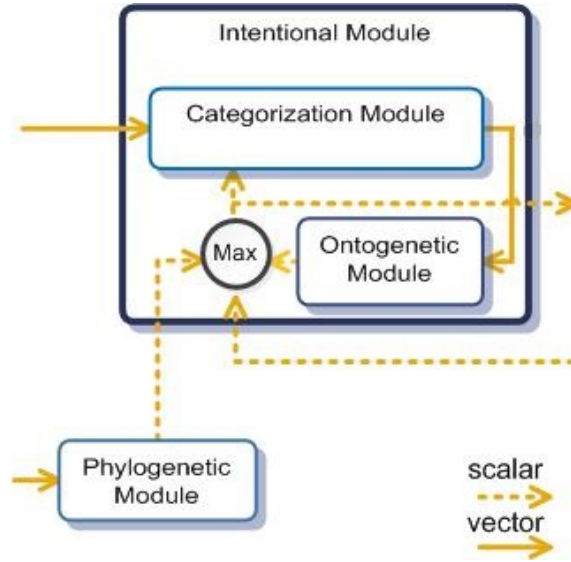 Intentional Module
Categorization Module
Max
Ontogenetic
Module
Phylogenetic
Module
scalar
vector